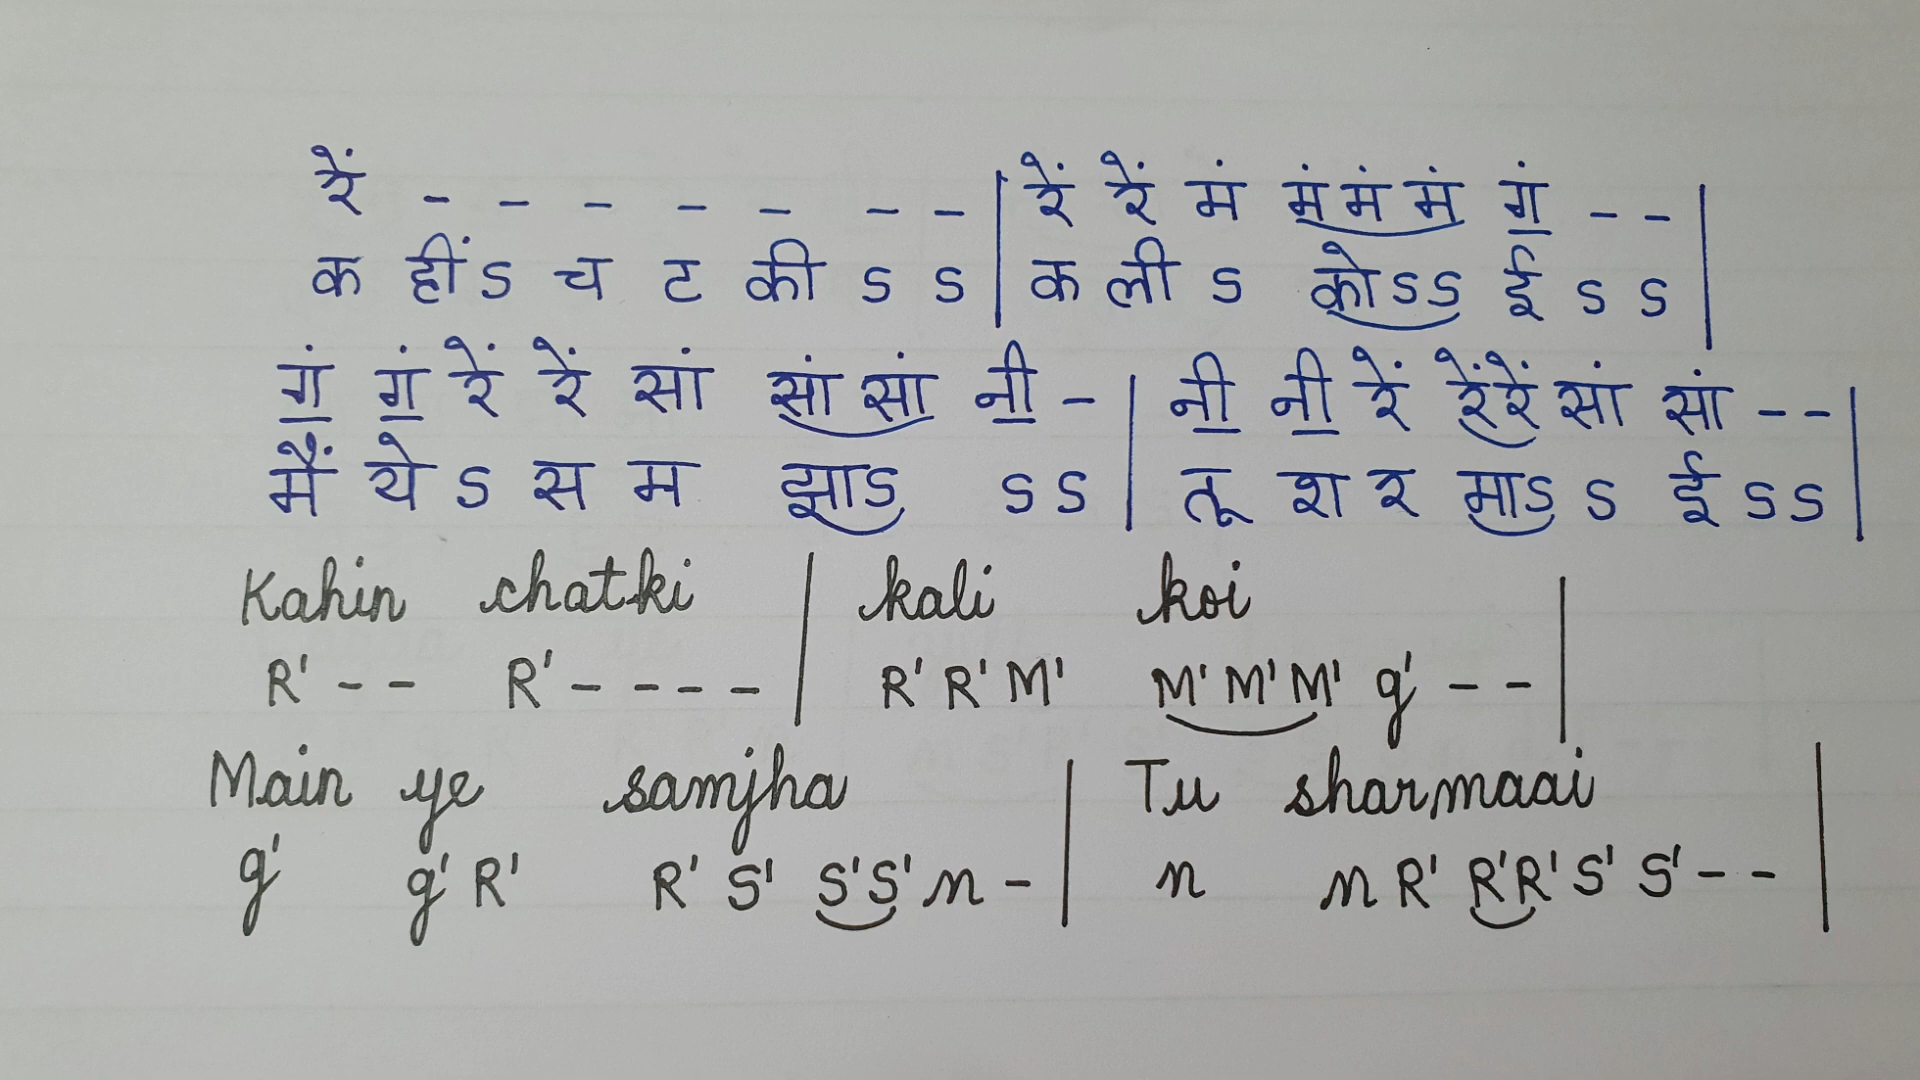 रें - - - - - - - | रें रें मं मं मं मं ग॒ं - - |
क हीं ऽ च ट की ऽ ऽ | क ली ऽ कोऽऽ ई ऽ ऽ |
ग॒ं ग॒ं रें रें सां सां सां नी॒ - | नी॒ नी॒ रें रेंरें सां सां - - |
मैं ये ऽ स म झाऽ ऽ ऽ | तू श र माऽ ऽ ई ऽ ऽ |
Kahin chatki | kali koi |
R' - - R' - - - - | R' R' M' M' M' M' g' - - |
Main ye samjha | Tu sharmaai |
g' g' R' R' S' S'S' n - | n n R' R'R' S' S' - - |